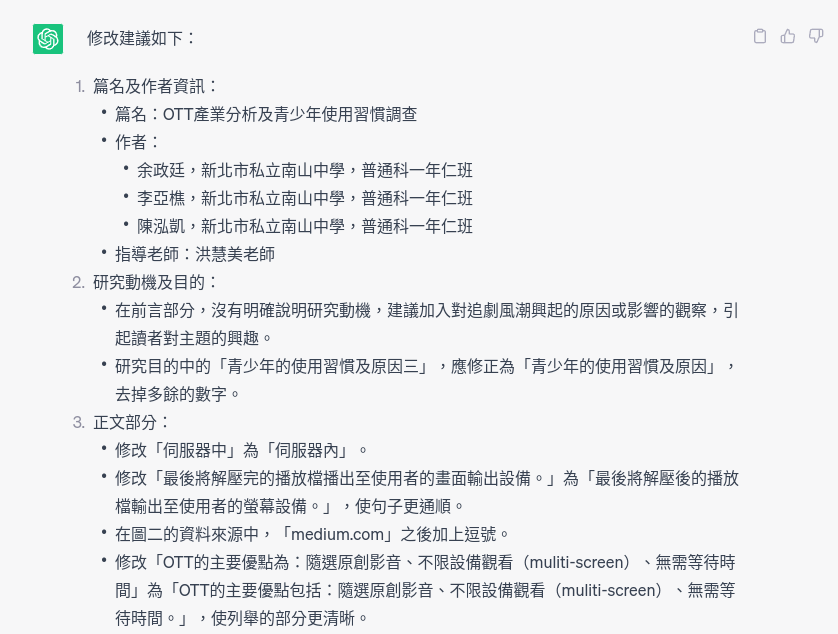 修改建議如下：
1. 篇名及作者資訊：
• 篇名：OTT產業分析及青少年使用習慣調查
• 作者：
• 余政廷，新北市私立南山中學，普通科一年仁班
• 李亞樵，新北市私立南山中學，普通科一年仁班
• 陳泓凱，新北市私立南山中學，普通科一年仁班
• 指導老師：洪慧美老師
2. 研究動機及目的：
• 在前言部分，沒有明確說明研究動機，建議加入對追劇風潮興起的原因或影響的觀察，引
起讀者對主題的興趣。
• 研究目的中的「青少年的使用習慣及原因三」，應修正為「青少年的使用習慣及原因」，
去掉多餘的數字。
3. 正文部分：
• 修改「伺服器中」為「伺服器內」。
• 修改「最後將解壓完的播放檔播出至使用者的畫面輸出設備。」為「最後將解壓後的播放
檔輸出至使用者的螢幕設備。」，使句子更通順。
• 在圖二的資料來源中，「medium.com」之後加上逗號。
• 修改「OTT的主要優點為：隨選原創影音、不限設備觀看（muliti-screen）、無需等待時
間」為「OTT的主要優點包括：隨選原創影音、不限設備觀看（muliti-screen）、無需等
待時間。」，使列舉的部分更清晰。